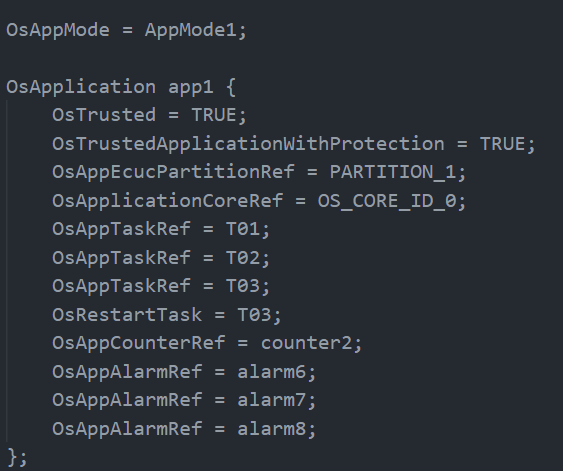 OsAppMode = AppMode1;
OsApplication app1 {
OsTrusted = TRUE;
OsTrustedApplicationWithProtection = TRUE;
OsAppEcucPartitionRef = PARTITION_1;
OsApplicationCoreRef = OS_CORE_ID_0;
OsAppTaskRef = T01;
OsAppTaskRef = T02;
OsAppTaskRef = T03;
OsRestartTask = T03;
OsAppCounterRef = counter2;
OsAppAlarmRef = alarm6;
OsAppAlarmRef = alarm7;
OsAppAlarmRef = alarm8;
};